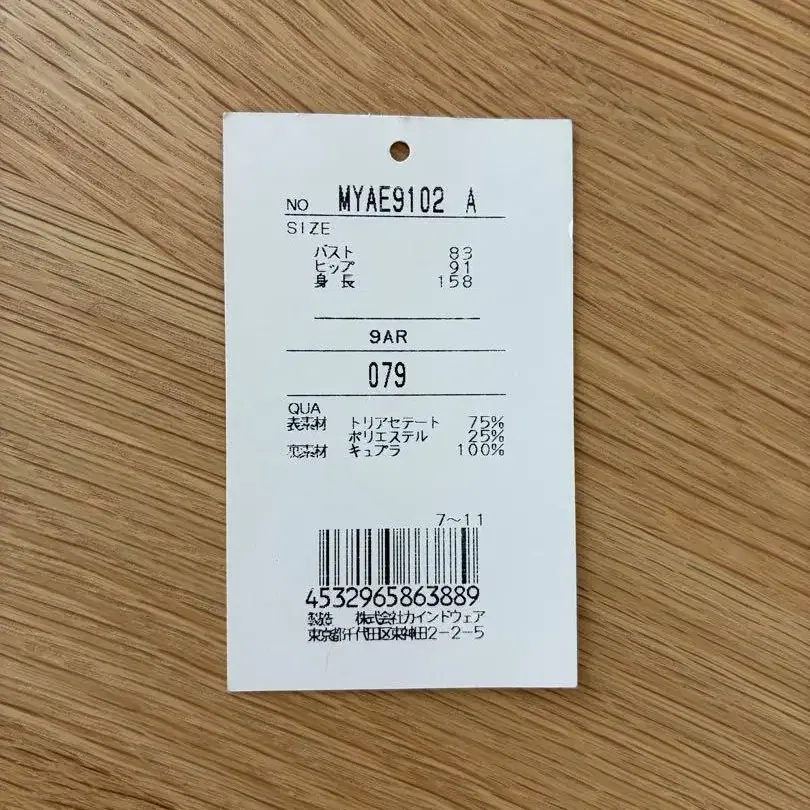 NO MYAE9102 A
SIZE
バスト 83
ヒップ 91
身長 158
9AR
079
QUA
表素材 トリアセテート 75%
ポリエステル 25%
裏素材 キュプラ 100%
7〜11
4532965863889
製造 株式会社カインドウェア
東京都千代田区東神田2-2-5